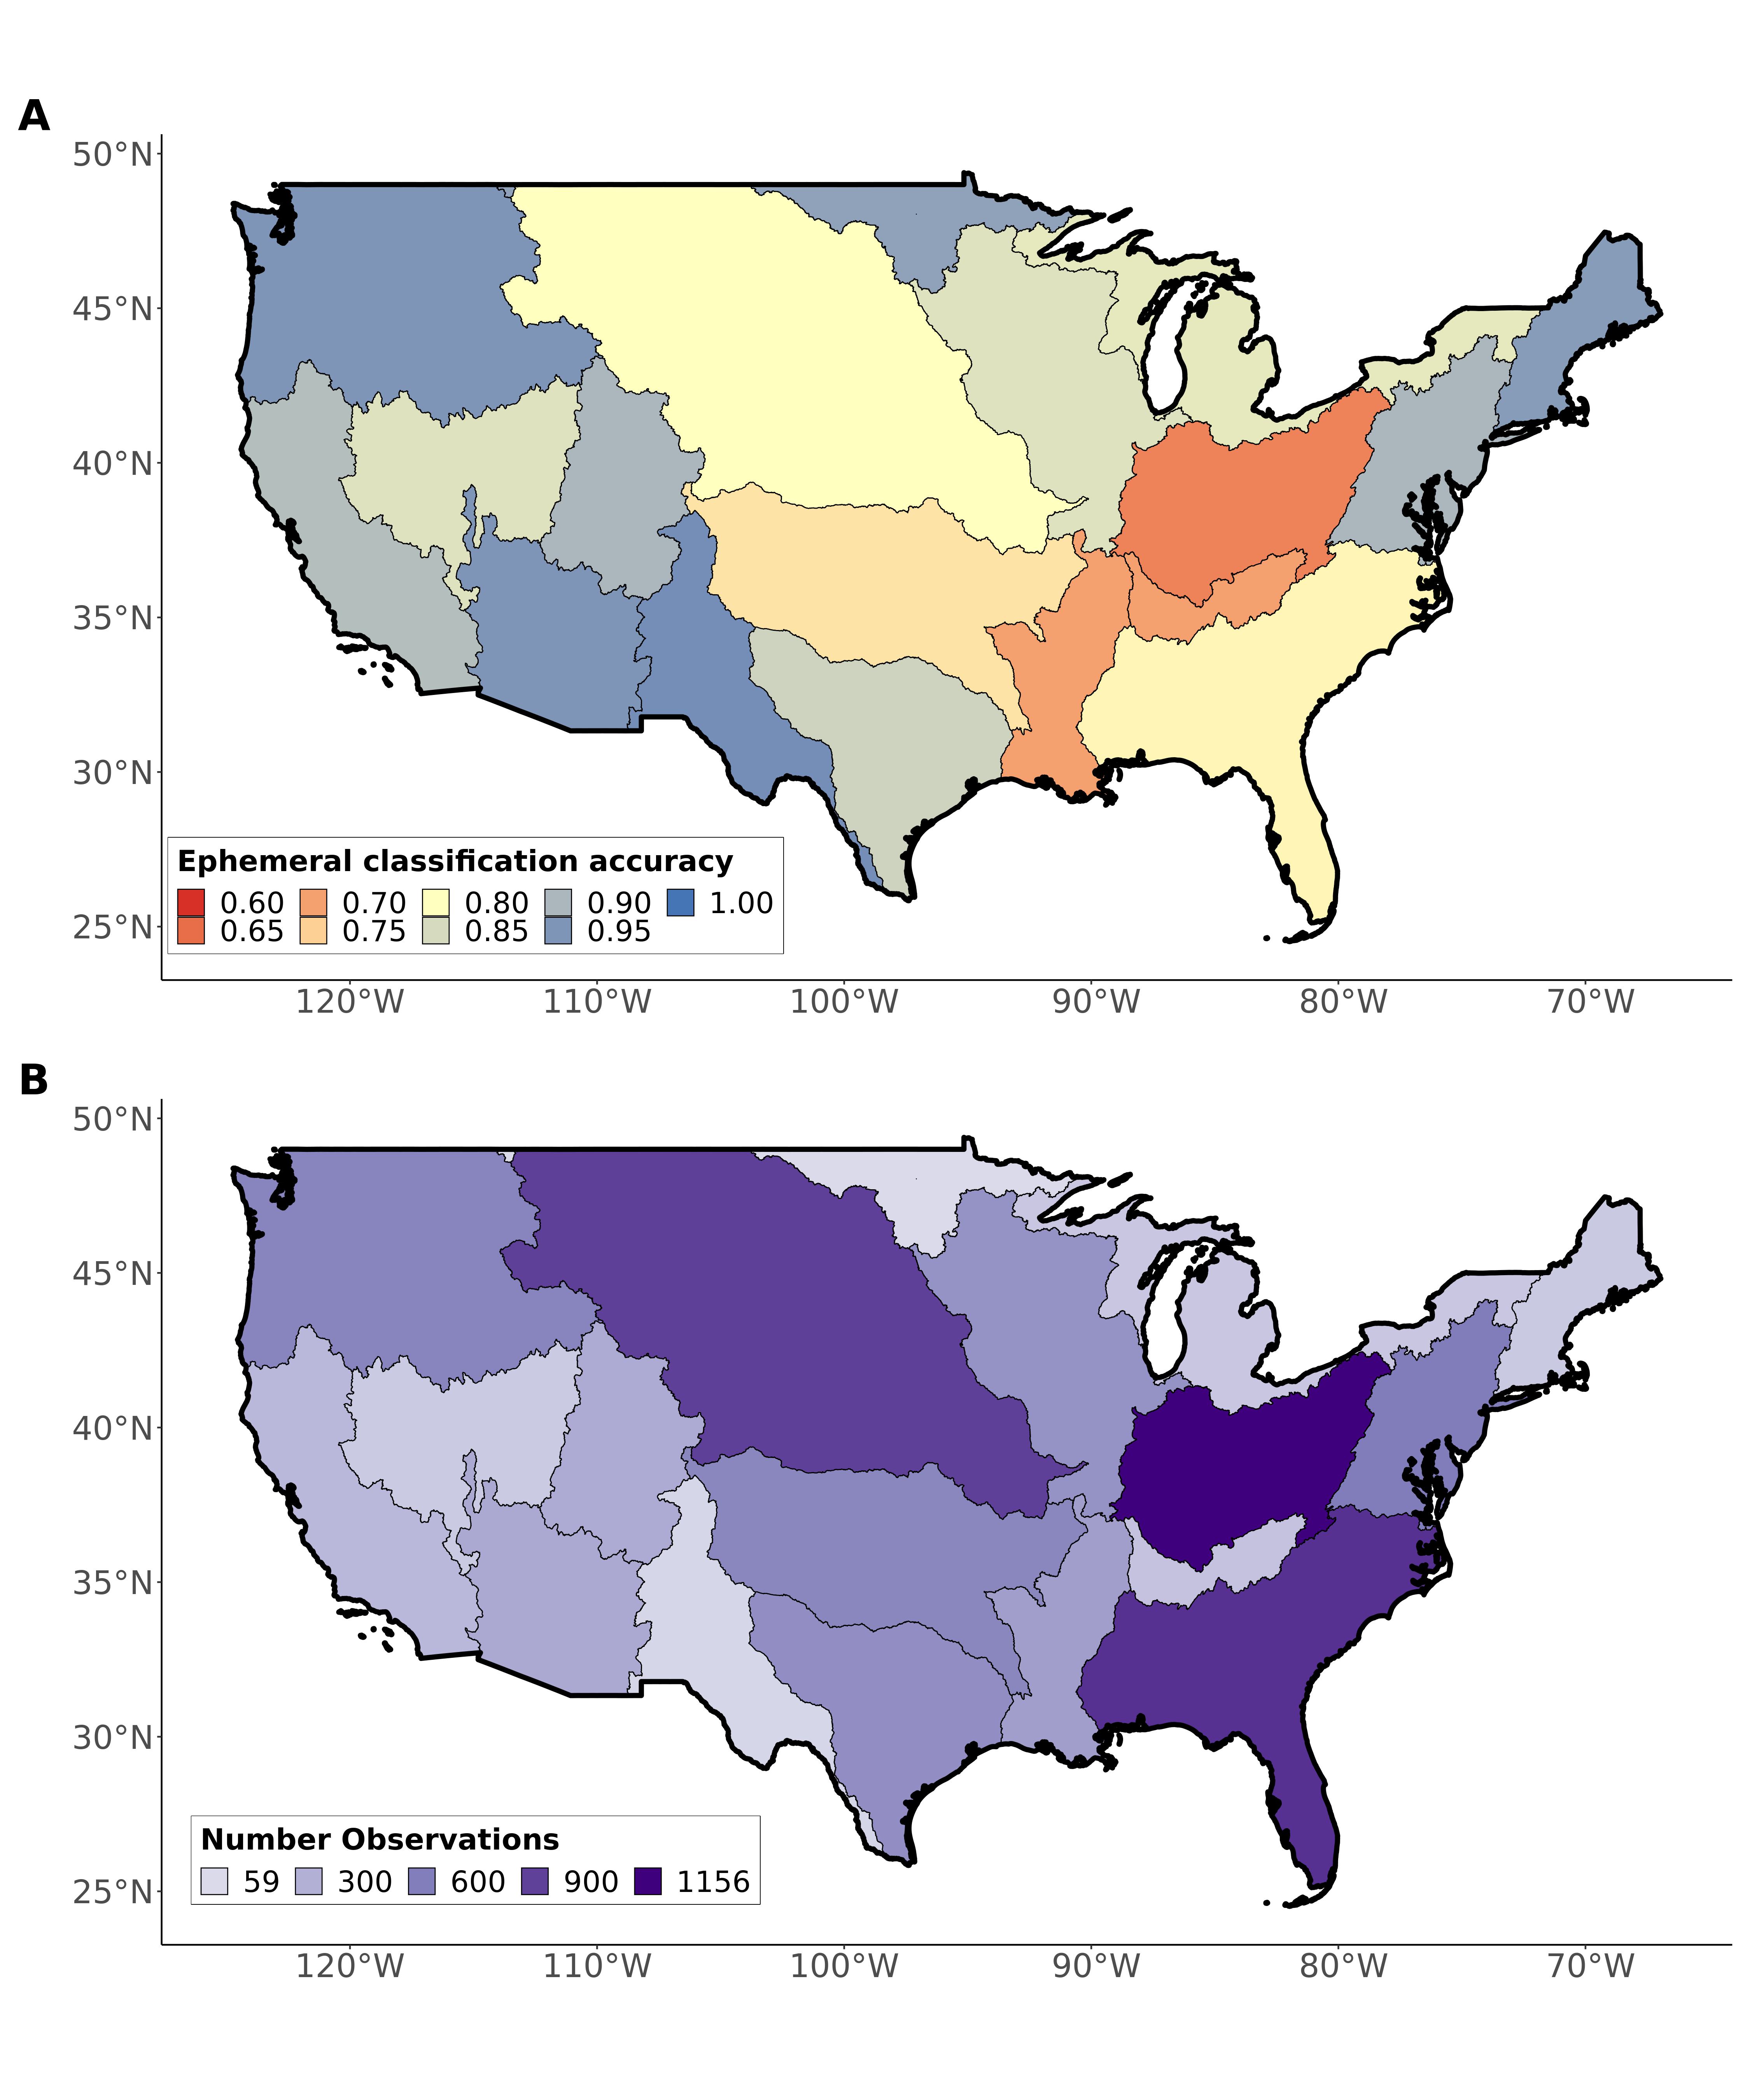 A
50°N
45°N
40°N
35°N
30°N
25°N
Ephemeral classification accuracy
0.60 0.70 0.80 0.90 1.00
0.65 0.75 0.85 0.95
120°W 110°W 100°W 90°W 80°W 70°W
B
50°N
45°N
40°N
35°N
30°N
25°N
Number Observations
59 300 600 900 1156
120°W 110°W 100°W 90°W 80°W 70°W